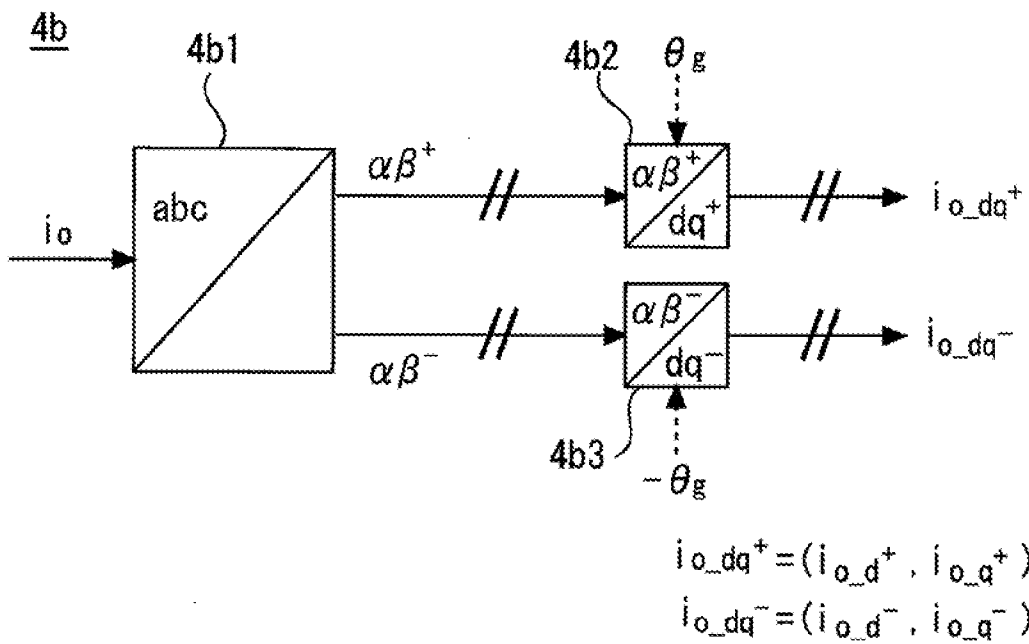 4b
4b1
4b2
θg
αβ⁺
αβ⁺
abc
dq⁺
io_dq⁺
io
αβ⁻
io_dq⁻
αβ⁻
dq⁻
4b3
-θg
io_dq⁺=(io_d⁺, io_q⁺)
io_dq⁻=(io_d⁻, io_q⁻)